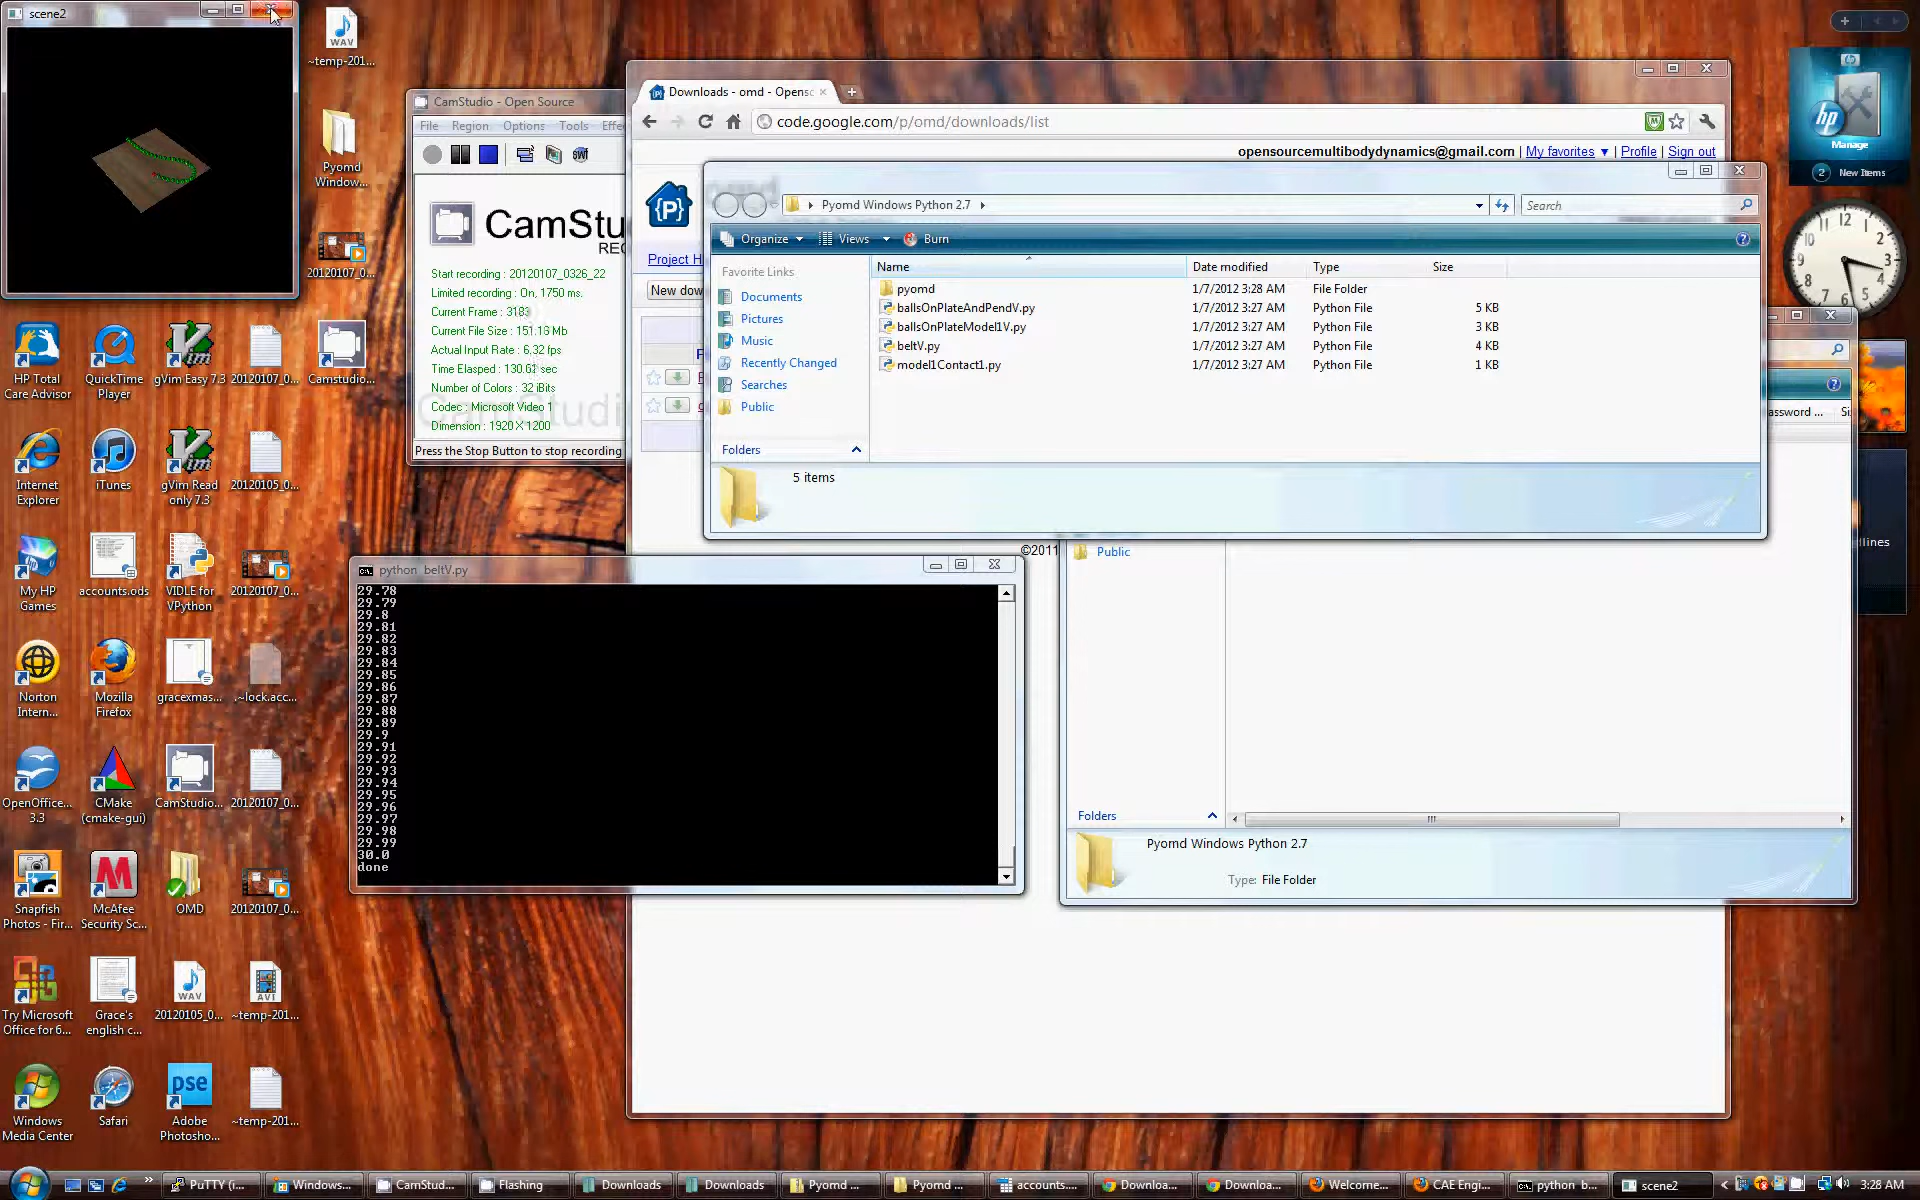 scene2
~temp-201...
Pyomd
Window...
20120107_0...
Camstudio...
HP Total
Care Advisor
QuickTime
Player
gVim Easy 7.3
20120107_0...
Internet
Explorer
iTunes
gVim Read
only 7.3
20120105_0...
My HP
Games
accounts.ods
VIDLE for
VPython
20120107_0...
Norton
Intern...
Mozilla
Firefox
gracexmas...
.~lock.acc...
OpenOffice...
3.3
CMake
(cmake-gui)
CamStudio...
20120107_0...
Snapfish
Photos - Fir...
McAfee
Security Sc...
OMD
20120107_0...
Try Microsoft
Office for 6...
Grace's
english c...
WAV
20120105_0...
AVI
~temp-201...
Windows
Media Center
Safari
pse
Adobe
Photosho...
~temp-201...
CamStudio - Open Source
File Region Options Tools Effe
CamStu
REC
Start recording : 20120107_0326_22
Limited recording : On, 1750 ms.
Current Frame : 3183
Current File Size : 151.16 Mb
Actual Input Rate : 6.32 fps
Time Elasped : 130.61 sec
Number of Colors : 32 iBits
Codec : Microsoft Video 1
Dimension : 1920 X 1200
Press the Stop Button to stop recording
Downloads - omd - Opensc
code.google.com/p/omd/downloads/list
opensourcemultibodydynamics@gmail.com | My favorites ▼ | Profile | Sign out
Project H
New dow
©2011
Pyomd Windows Python 2.7
Search
Organize Views Burn
Favorite Links
Documents
Pictures
Music
Recently Changed
Searches
Public
Folders
Name Date modified Type Size
pyomd 1/7/2012 3:28 AM File Folder
ballsOnPlateAndPendV.py 1/7/2012 3:27 AM Python File 5 KB
ballsOnPlateModel1V.py 1/7/2012 3:27 AM Python File 3 KB
beltV.py 1/7/2012 3:27 AM Python File 4 KB
model1Contact1.py 1/7/2012 3:27 AM Python File 1 KB
5 items
python beltV.py
29.78
29.79
29.8
29.81
29.82
29.83
29.84
29.85
29.86
29.87
29.88
29.89
29.9
29.91
29.92
29.93
29.94
29.95
29.96
29.97
29.98
29.99
30.0
done
Public
Folders
Pyomd Windows Python 2.7
Type: File Folder
assword ... Si
dlines
hp
Manage
2 New Items
PuTTY (i...
Windows...
CamStud...
Flashing
Downloads
Downloads
Pyomd ...
Pyomd ...
accounts....
Downloa...
Downloa...
Welcome...
CAE Engi...
python b...
scene2
3:28 AM